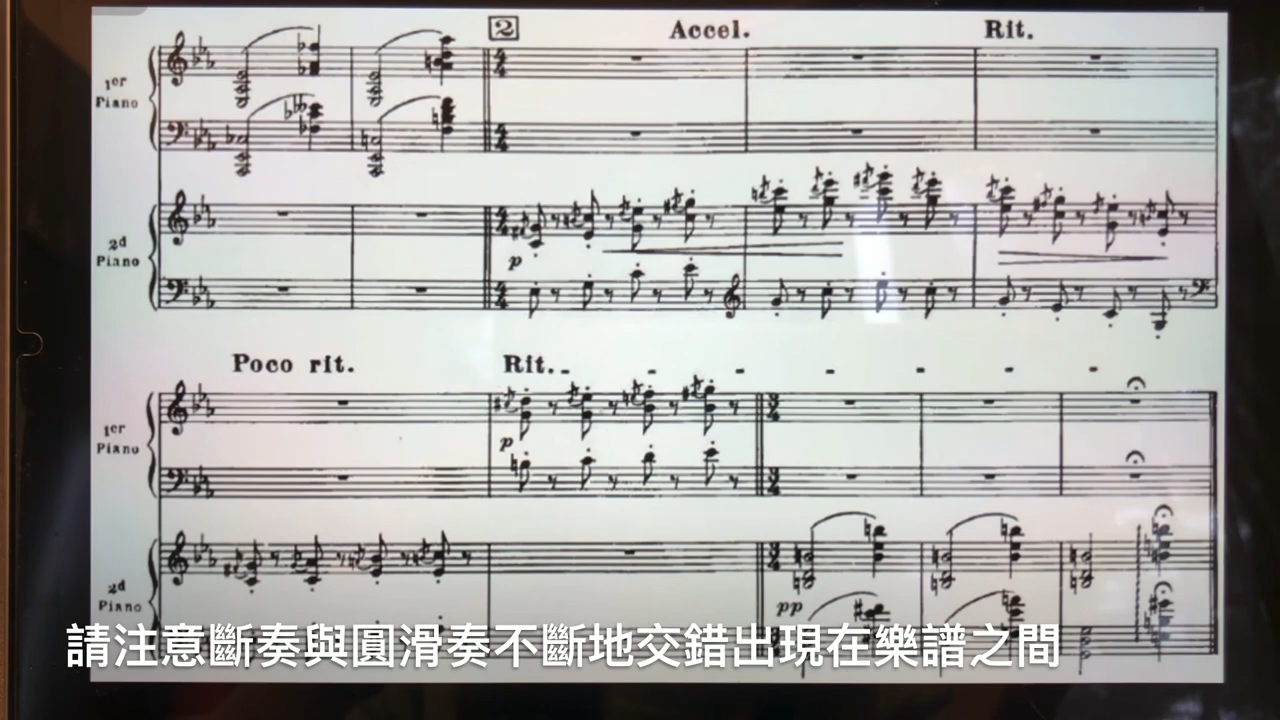 2 Accel. Rit.
1er
Piano
2d
Piano
p
Poco rit. Rit.
1er
Piano
p
2d
Piano
pp
請注意斷奏與圓滑奏不斷地交錯出現在樂譜之間